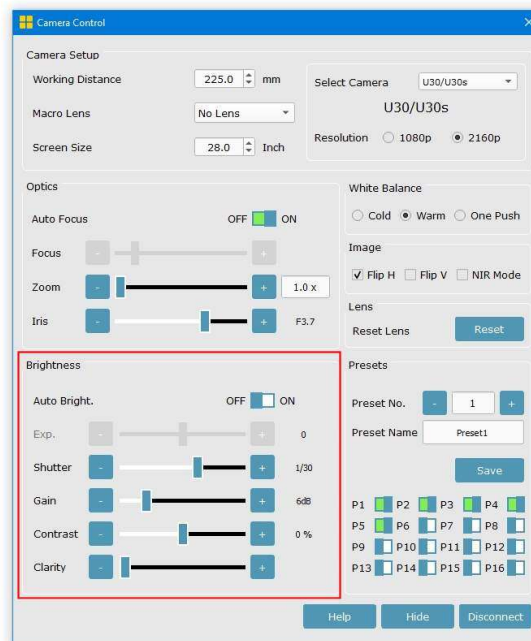 Camera Control
Camera Setup
Working Distance 225.0 mm
Macro Lens No Lens
Screen Size 28.0 Inch
Select Camera U30/U30s
U30/U30s
Resolution 1080p 2160p
Optics
Auto Focus OFF ON
Focus - +
Zoom - + 1.0 x
Iris - + F3.7
White Balance
Cold Warm One Push
Image
Flip H Flip V NIR Mode
Lens
Reset Lens Reset
Brightness
Auto Bright. OFF ON
Exp. - + 0
Shutter - + 1/30
Gain - + 6dB
Contrast - + 0 %
Clarity - +
Presets
Preset No. - 1 +
Preset Name Preset1
Save
P1 P2 P3 P4
P5 P6 P7 P8
P9 P10 P11 P12
P13 P14 P15 P16
Help Hide Disconnect